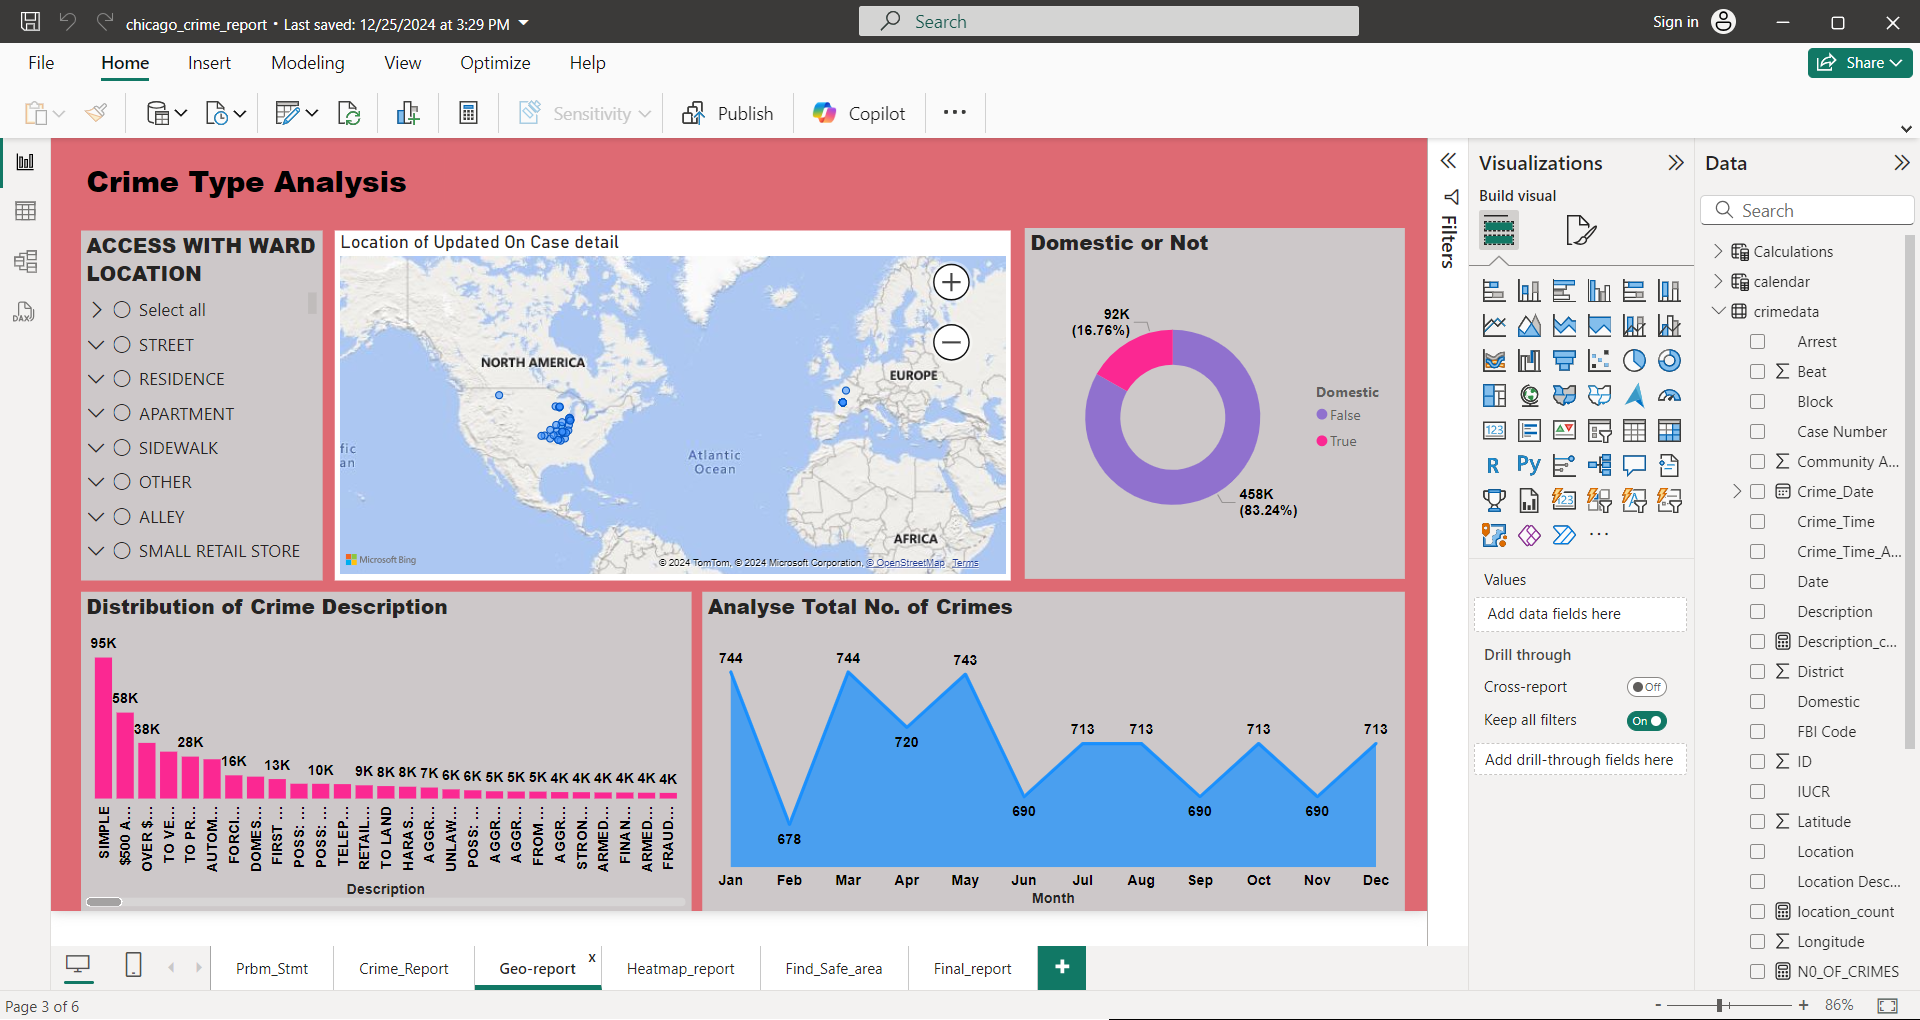 chicago_crime_report • Last saved: 12/25/2024 at 3:29 PM
Search
Sign in
File
Home
Insert
Modeling
View
Optimize
Help
Share
Sensitivity
Publish
Copilot
Crime Type Analysis
ACCESS WITH WARD
LOCATION
Select all
STREET
RESIDENCE
APARTMENT
SIDEWALK
OTHER
ALLEY
SMALL RETAIL STORE
Location of Updated On Case detail
NORTH AMERICA
EUROPE
AFRICA
Atlantic
Ocean
fic
an
Microsoft Bing
© 2024 TomTom, © 2024 Microsoft Corporation, © OpenStreetMap Terms
Domestic or Not
92K
(16.76%)
458K
(83.24%)
Domestic
False
True
Distribution of Crime Description
95K
58K
38K
28K
16K
13K
10K
9K 8K 8K 7K 6K 6K 5K 5K 5K 4K 4K 4K 4K 4K 4K
SIMPLE
$500 A...
OVER $...
TO VE...
TO PR...
AUTOM...
FORCI...
DOMES...
FIRST ...
POSS: ...
POSS: ...
TELEP...
RETAIL...
TO LAND
HARAS...
AGGR...
UNLAW...
POSS: ...
AGGR...
AGGR...
FROM ...
AGGR...
STRON...
ARMED...
FINAN...
ARMED...
FRAUD...
Description
Analyse Total No. of Crimes
744
678
744
720
743
690
713
713
690
713
690
713
Jan Feb Mar Apr May Jun Jul Aug Sep Oct Nov Dec
Month
Filters
Visualizations
Build visual
123
R
Py
123
Values
Add data fields here
Drill through
Cross-report
Off
Keep all filters
On
Add drill-through fields here
Data
Search
Calculations
calendar
crimedata
Arrest
Beat
Block
Case Number
Community A...
Crime_Date
Crime_Time
Crime_Time_A...
Date
Description
Description_c...
District
Domestic
FBI Code
ID
IUCR
Latitude
Location
Location Desc...
location_count
Longitude
N0_OF_CRIMES
DAX
Prbm_Stmt
Crime_Report
Geo-report
x
Heatmap_report
Find_Safe_area
Final_report
+
Page 3 of 6
- + 86%